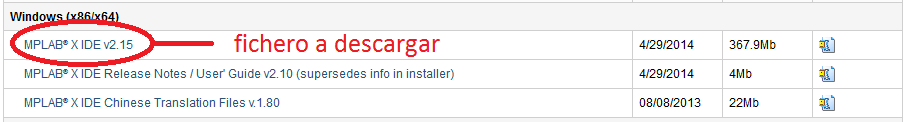 Windows (x86/x64)
MPLAB® X IDE v2.15 fichero a descargar 4/29/2014 367.9Mb
MPLAB® X IDE Release Notes / User' Guide v2.10 (supersedes info in installer) 4/29/2014 4Mb
MPLAB® X IDE Chinese Translation Files v.1.80 08/08/2013 22Mb